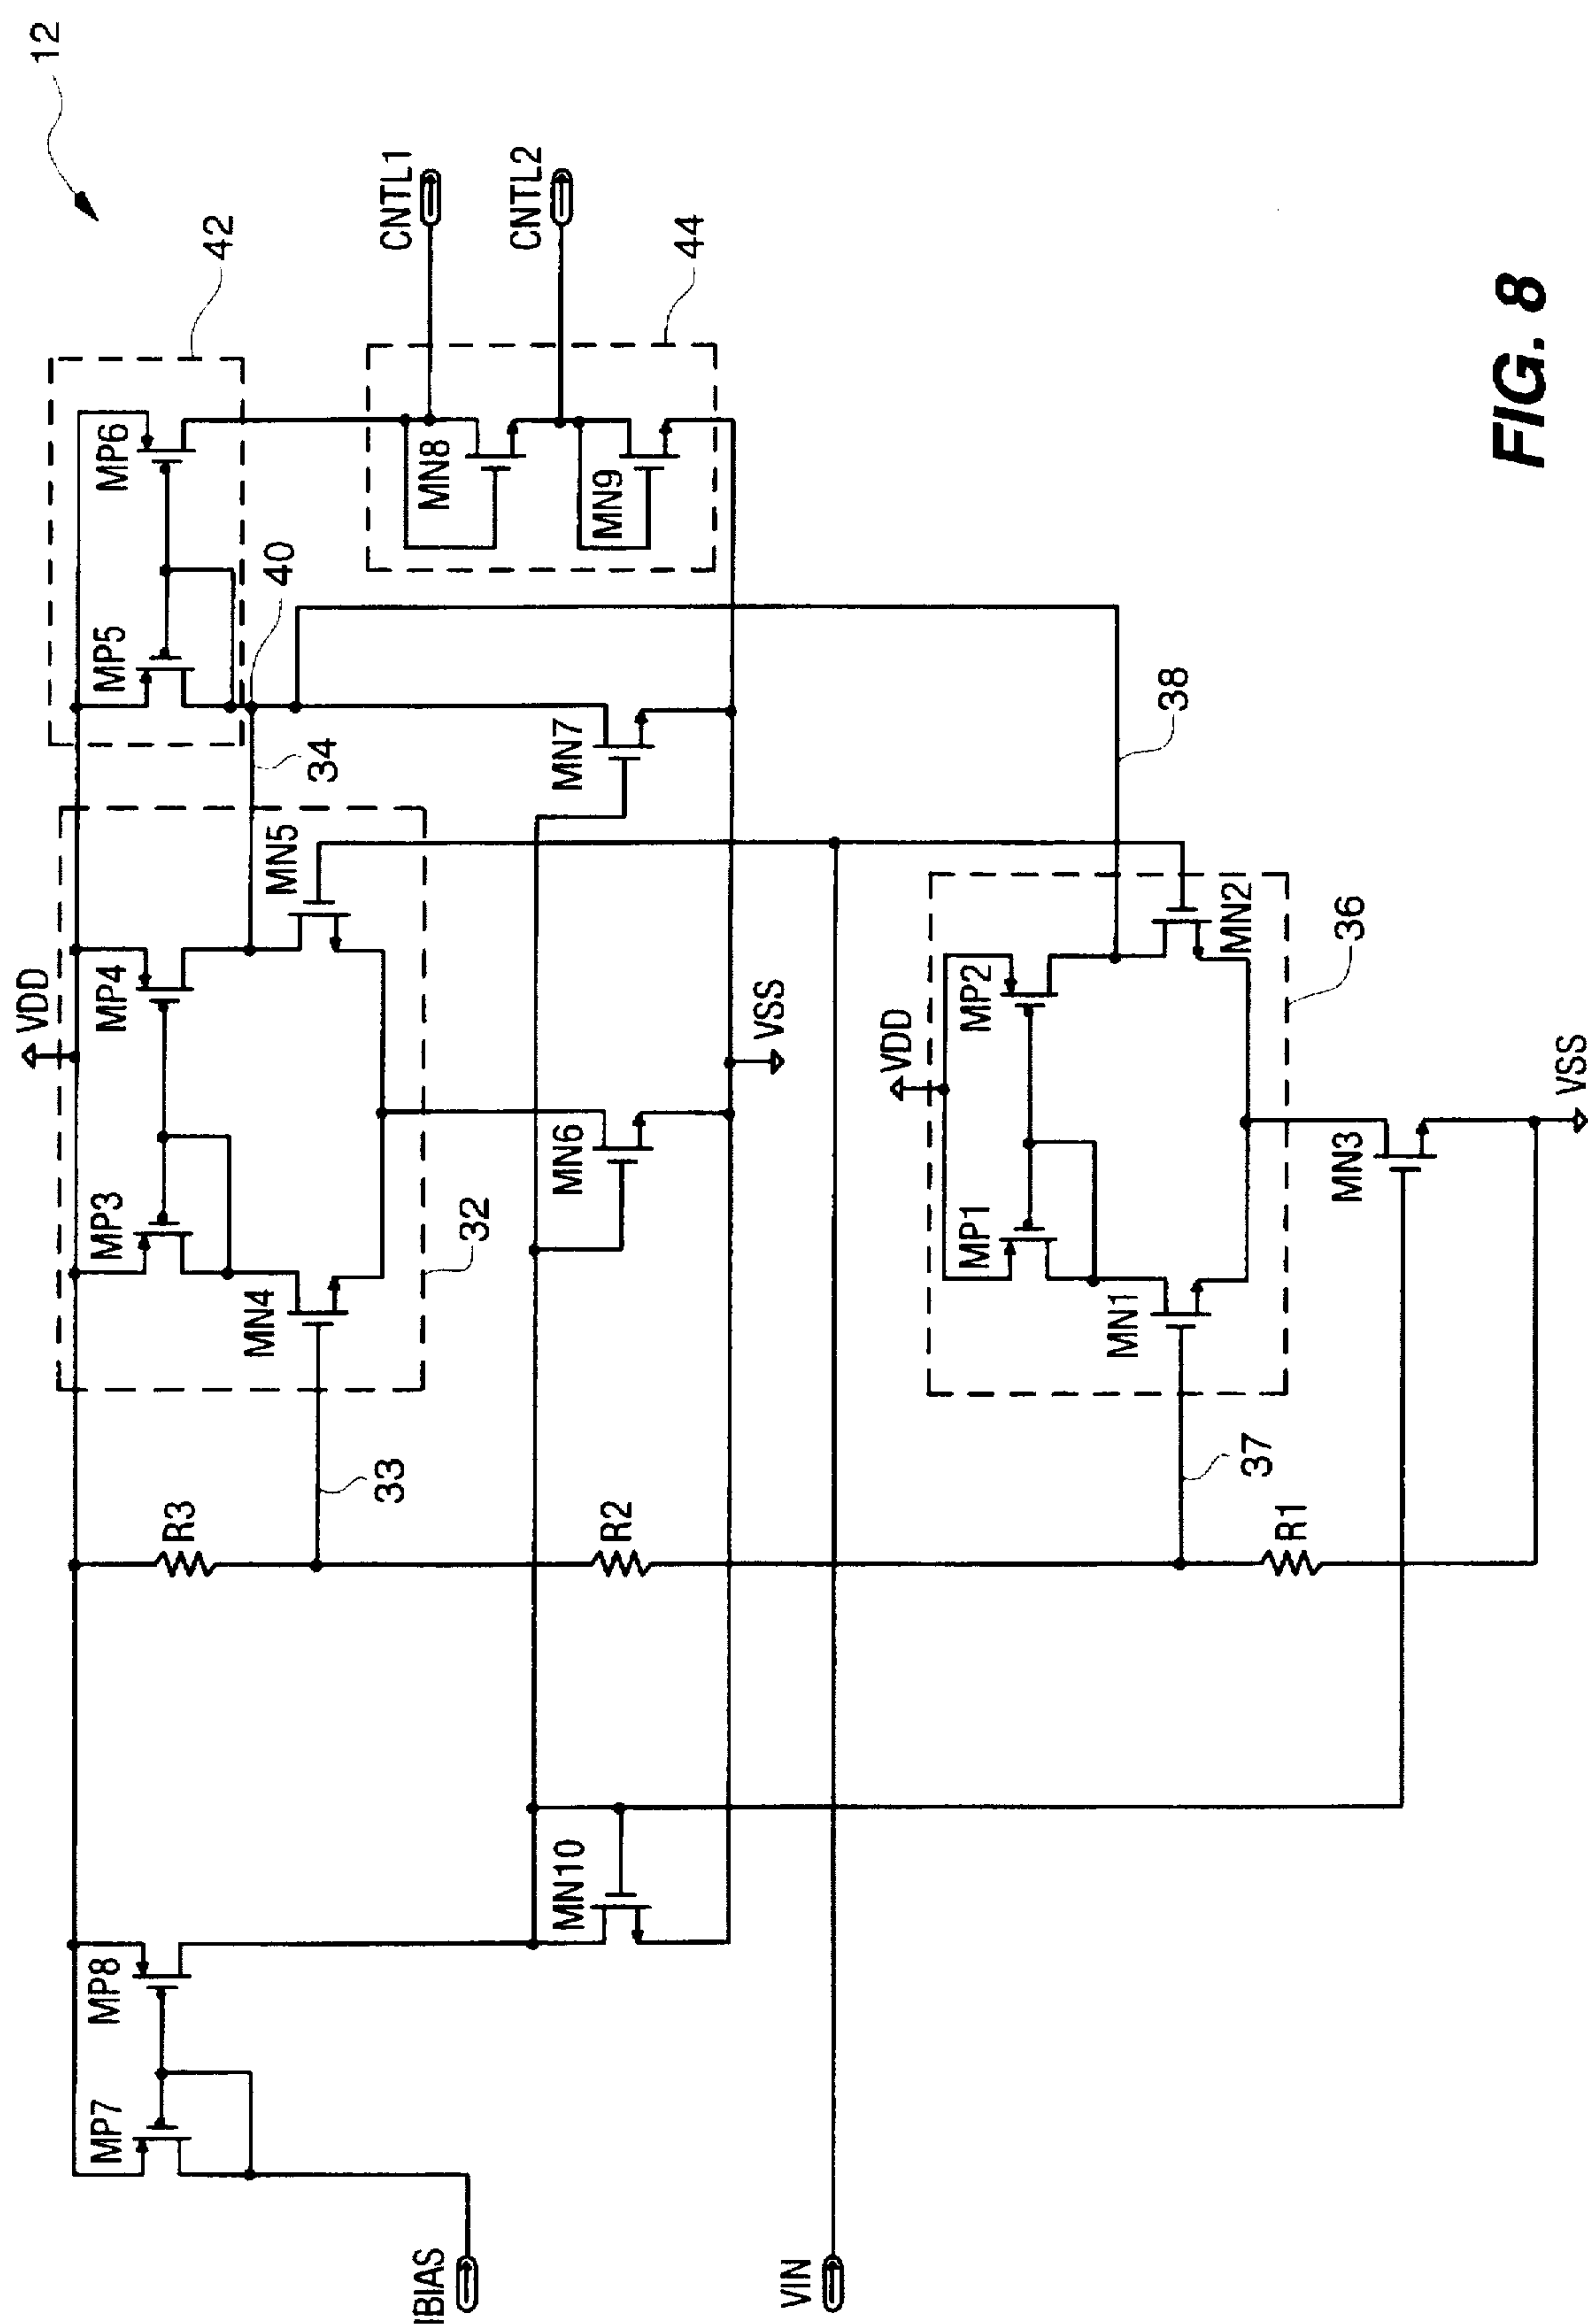 12
42
MP6
MP5
40
CNTL1
CNTL2
MN8
MN9
44
34
MN7
38
VDD
MP4
MN5
MP3
MN4
32
MN6
VSS
VDD
MP2
MN2
MP1
MN1
36
MN3
VSS
33
R3
R2
37
R1
MP8
MP7
MN10
IBIAS
VIN
FIG. 8